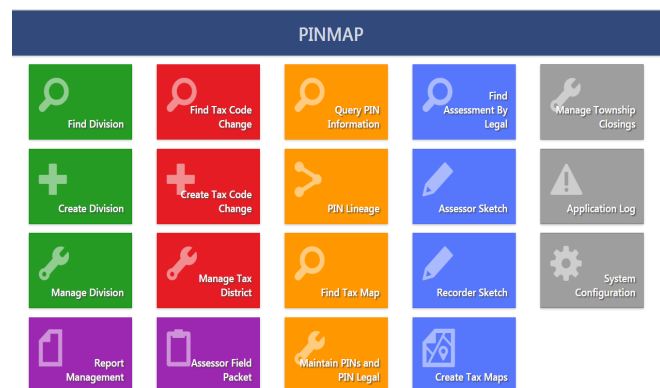 PINMAP
Find Division
Find Tax Code
Change
Query PIN
Information
Find
Assessment By
Legal
Manage Township
Closings
Create Division
Create Tax Code
Change
PIN Lineage
Assessor Sketch
Application Log
Manage Division
Manage Tax
District
Find Tax Map
Recorder Sketch
System
Configuration
Report
Management
Assessor Field
Packet
Maintain PINs and
PIN Legal
Create Tax Maps